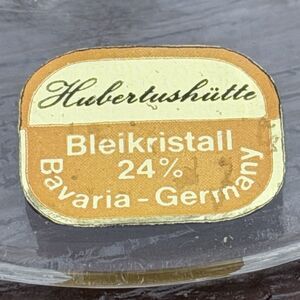 Hubertushütte
Bleikristall
24%
Bavaria - Germany